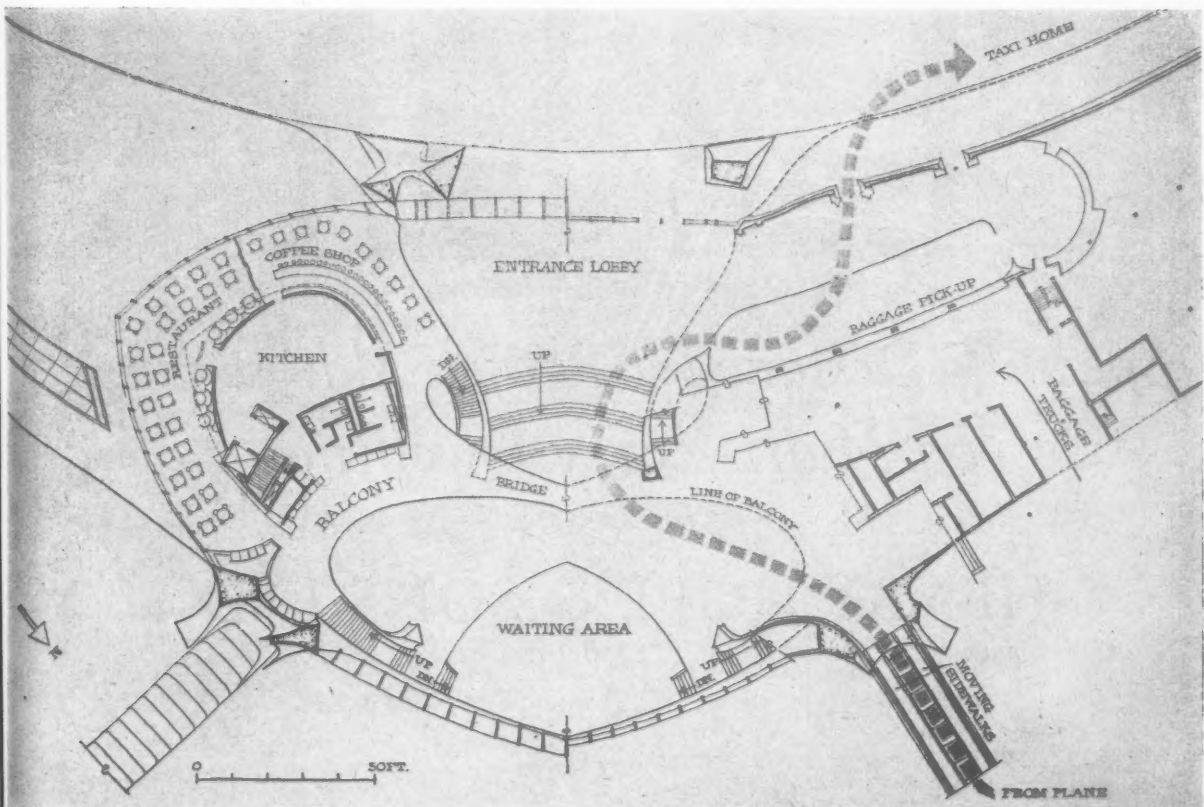 TAXI HOME
COFFEE SHOP
ENTRANCE LOBBY
RESTAURANT
BAGGAGE PICK-UP
KITCHEN
UP
DN.
BAGGAGE
TRUCKS
UP
BRIDGE
LINE OF BALCONY
BALCONY
WAITING AREA
UP
DN.
UP
DN.
MOVING
SIDEWALKS
N
0
50FT.
FROM PLANE